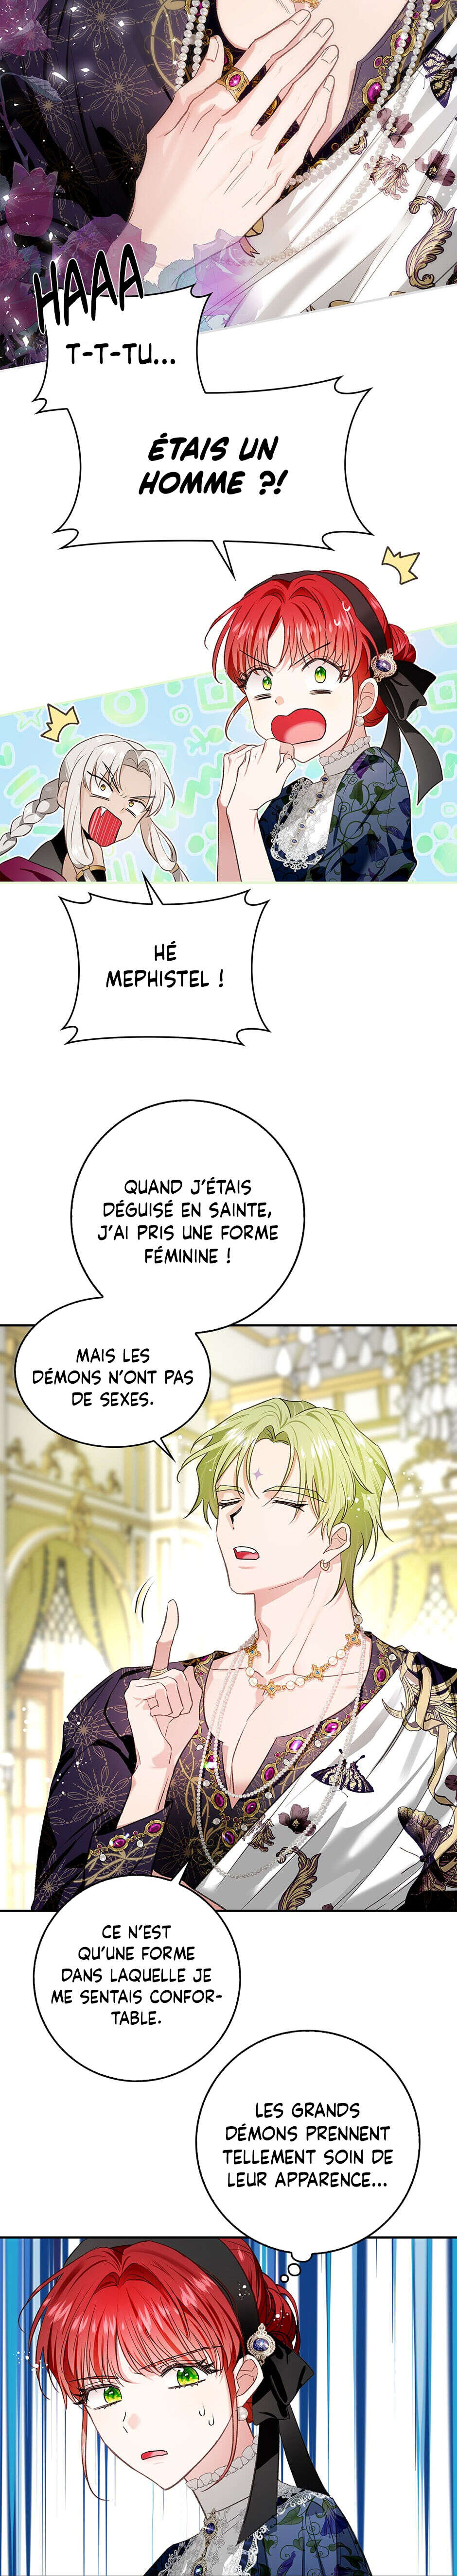 HAAA
T-T-TU...
ÉTAIS UN
HOMME ?!
HÉ
MEPHISTEL !
QUAND J'ÉTAIS
DÉGUISÉ EN SAINTE,
J'AI PRIS UNE FORME
FÉMININE !
MAIS LES
DÉMONS N'ONT PAS
DE SEXES.
CE N'EST
QU'UNE FORME
DANS LAQUELLE JE
ME SENTAIS CONFOR-
TABLE.
LES GRANDS
DÉMONS PRENNENT
TELLEMENT SOIN DE
LEUR APPARENCE...